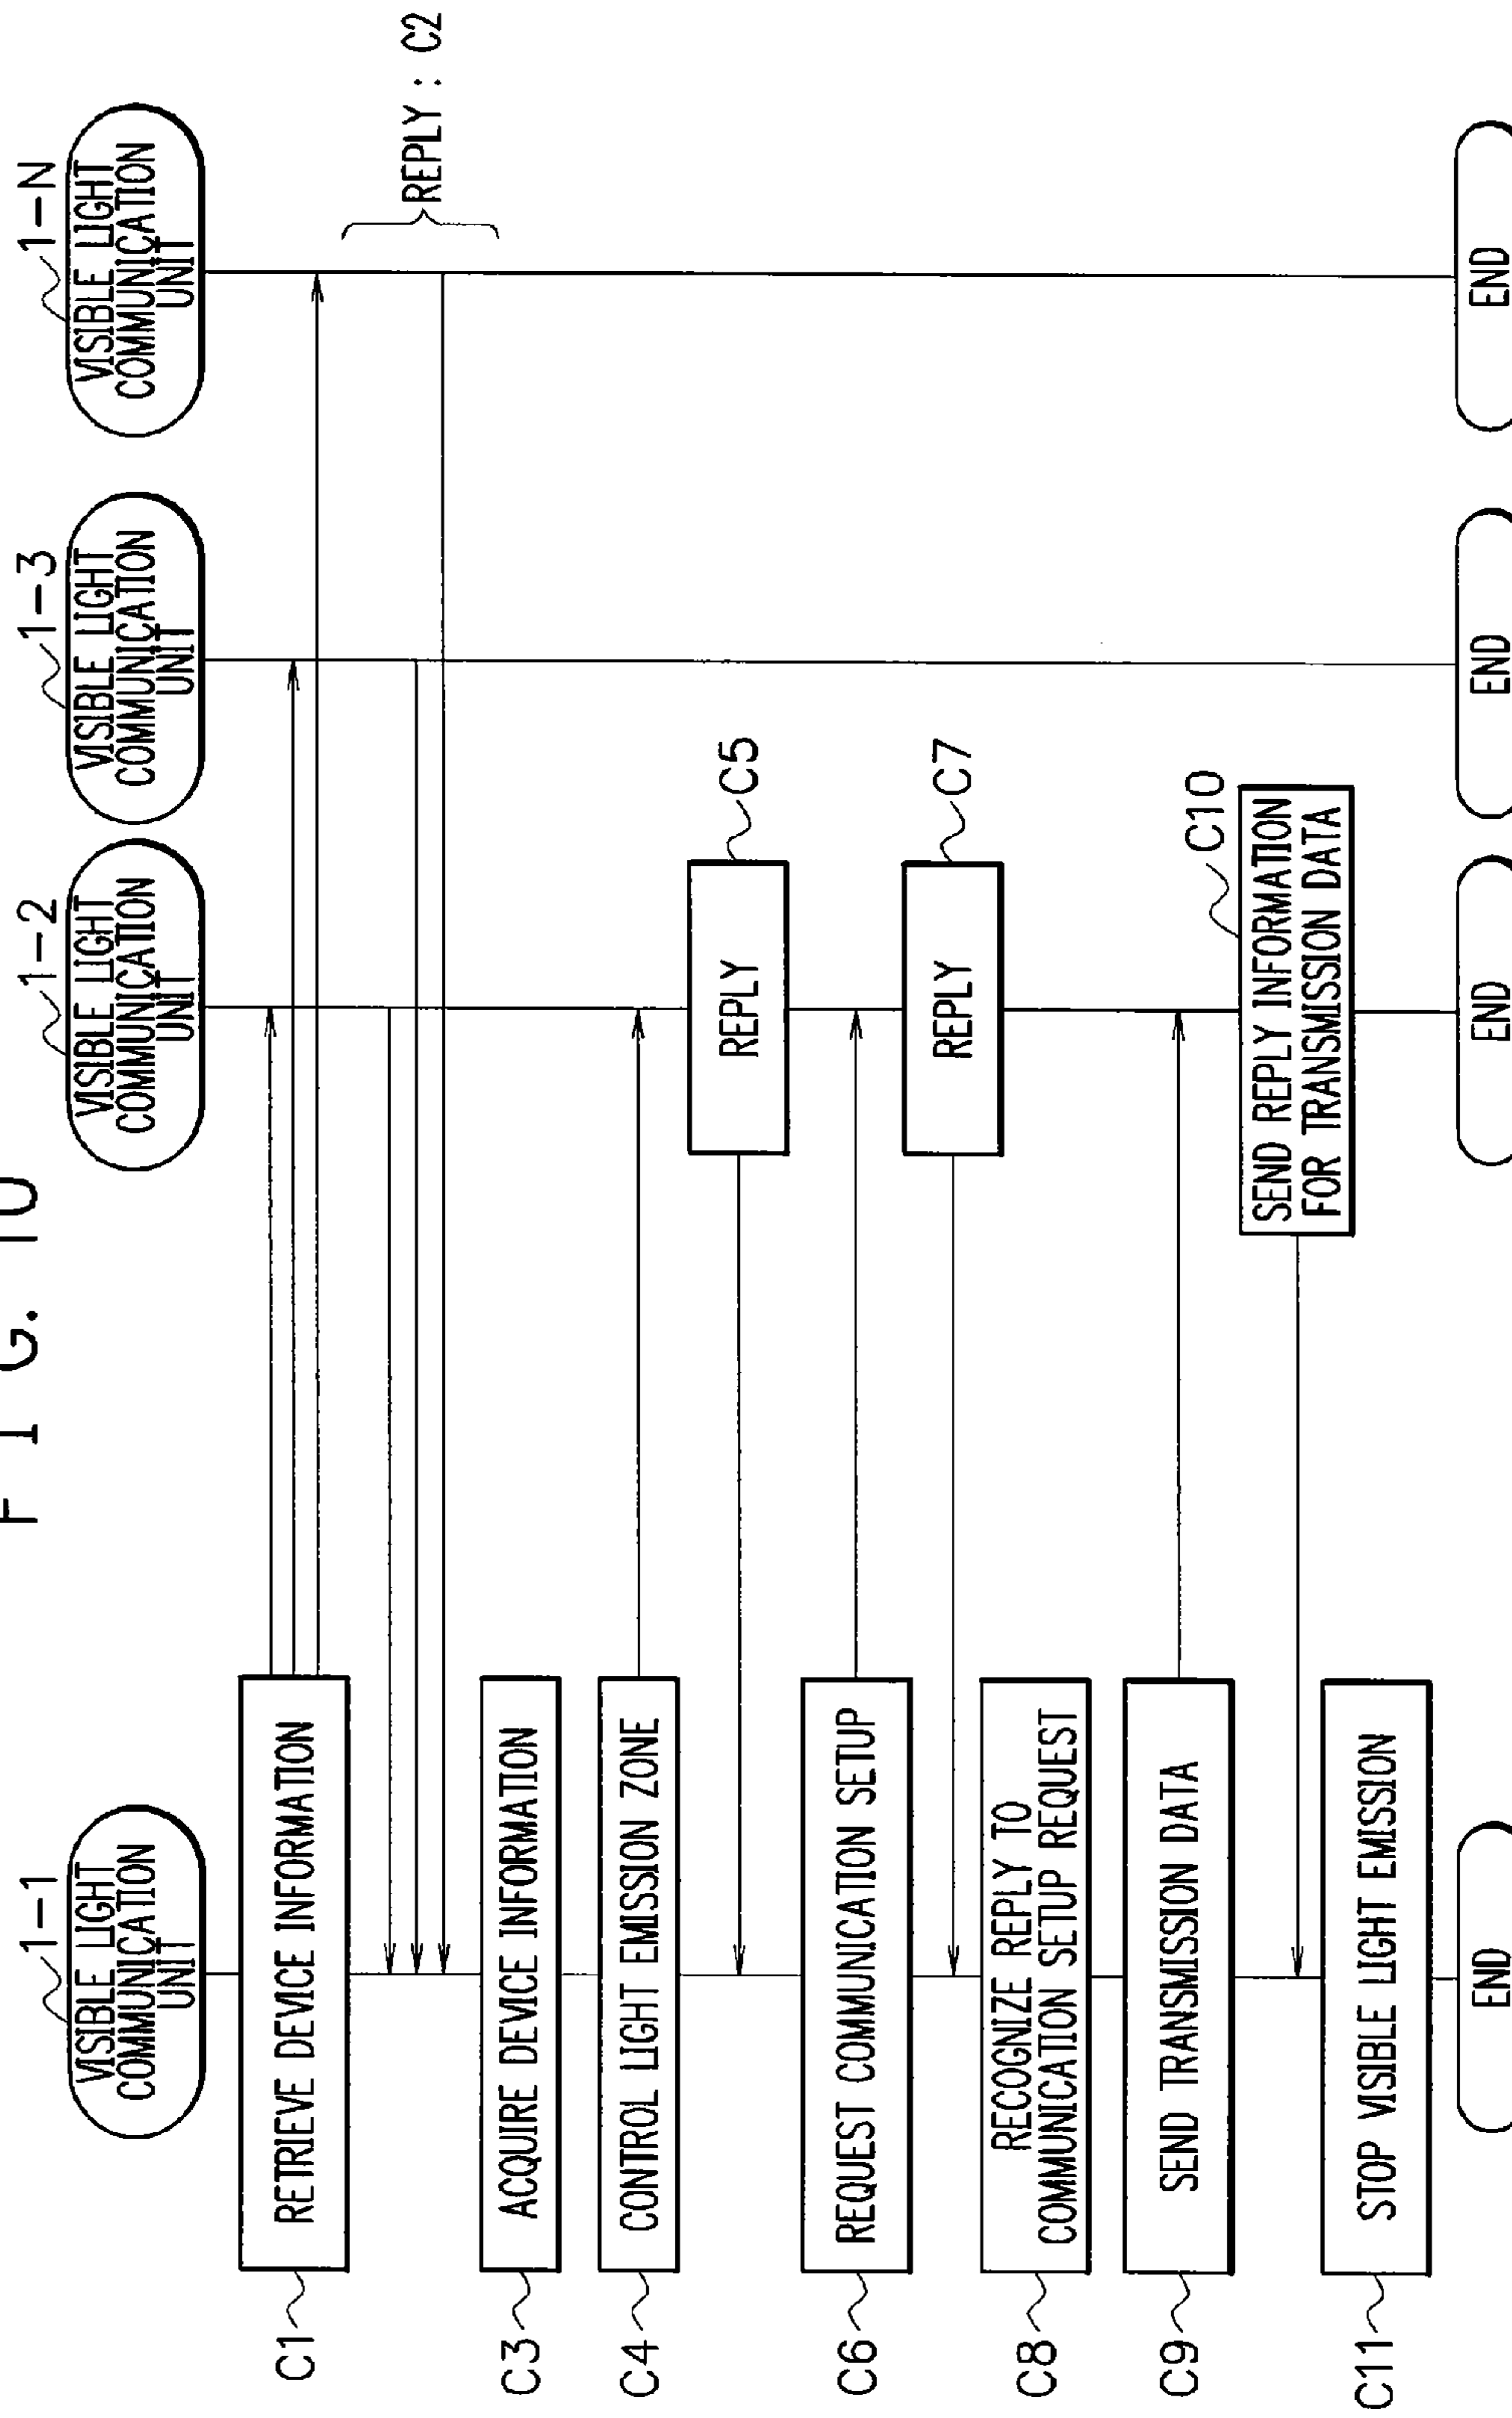 F I G. 10
1-1
VISIBLE LIGHT
COMMUNICATION
UNIT
1-2
VISIBLE LIGHT
COMMUNICATION
UNIT
1-3
VISIBLE LIGHT
COMMUNICATION
UNIT
1-N
VISIBLE LIGHT
COMMUNICATION
UNIT
C1
RETRIEVE DEVICE INFORMATION
REPLY : C2
C3
ACQUIRE DEVICE INFORMATION
C4
CONTROL LIGHT EMISSION ZONE
REPLY
C5
C6
REQUEST COMMUNICATION SETUP
REPLY
C7
C8
RECOGNIZE REPLY TO
COMMUNICATION SETUP REQUEST
C9
SEND TRANSMISSION DATA
C10
SEND REPLY INFORMATION
FOR TRANSMISSION DATA
C11
STOP VISIBLE LIGHT EMISSION
END
END
END
END